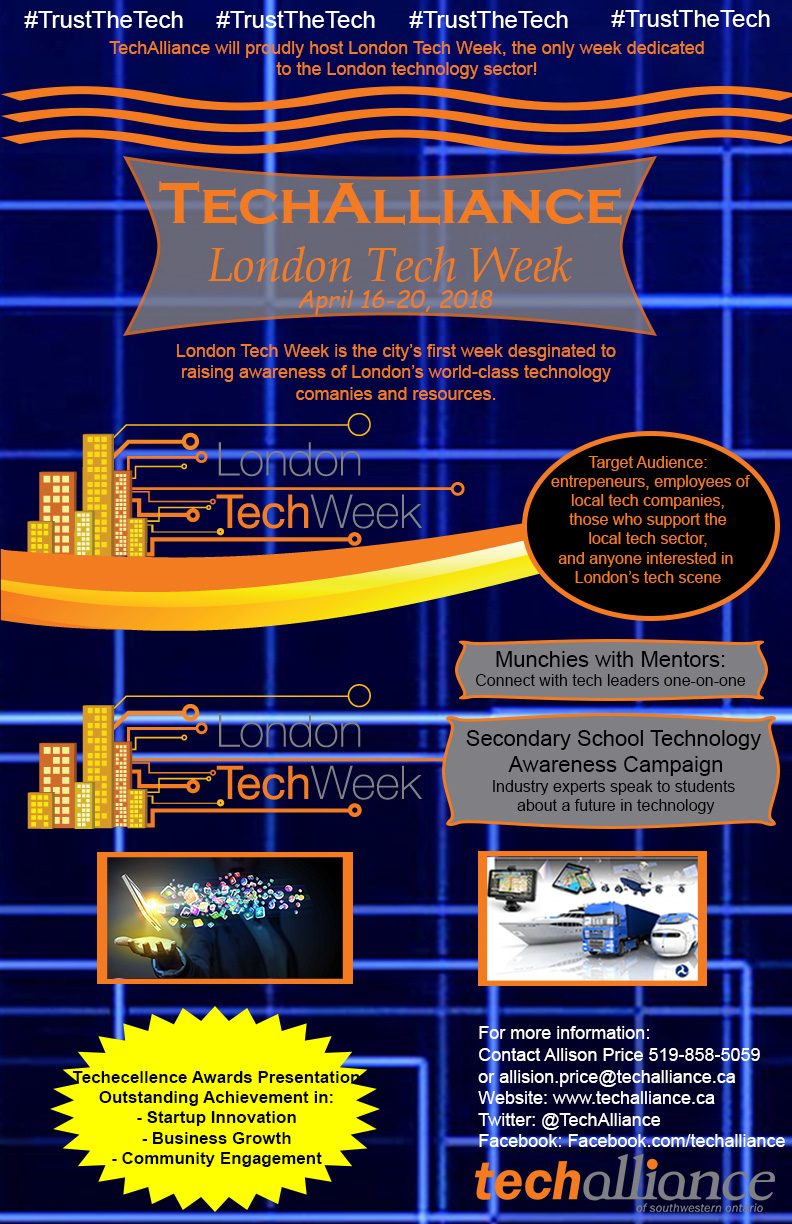 #TrustTheTech #TrustTheTech #TrustTheTech #TrustTheTech
TechAlliance will proudly host London Tech Week, the only week dedicated
to the London technology sector!
TECHALLIANCE
London Tech Week
April 16-20, 2018
London Tech Week is the city's first week desginated to
raising awareness of London's world-class technology
comanies and resources.
London
TechWeek
Target Audience:
entrepeneurs, employees of
local tech companies,
those who support the
local tech sector,
and anyone interested in
London's tech scene
Munchies with Mentors:
Connect with tech leaders one-on-one
London
TechWeek
Secondary School Technology
Awareness Campaign
Industry experts speak to students
about a future in technology
Techecellence Awards Presentation
Outstanding Achievement in:
- Startup Innovation
- Business Growth
- Community Engagement
For more information:
Contact Allison Price 519-858-5059
or allision.price@techalliance.ca
Website: www.techalliance.ca
Twitter: @TechAlliance
Facebook: Facebook.com/techalliance
techalliance
of southwestern ontario